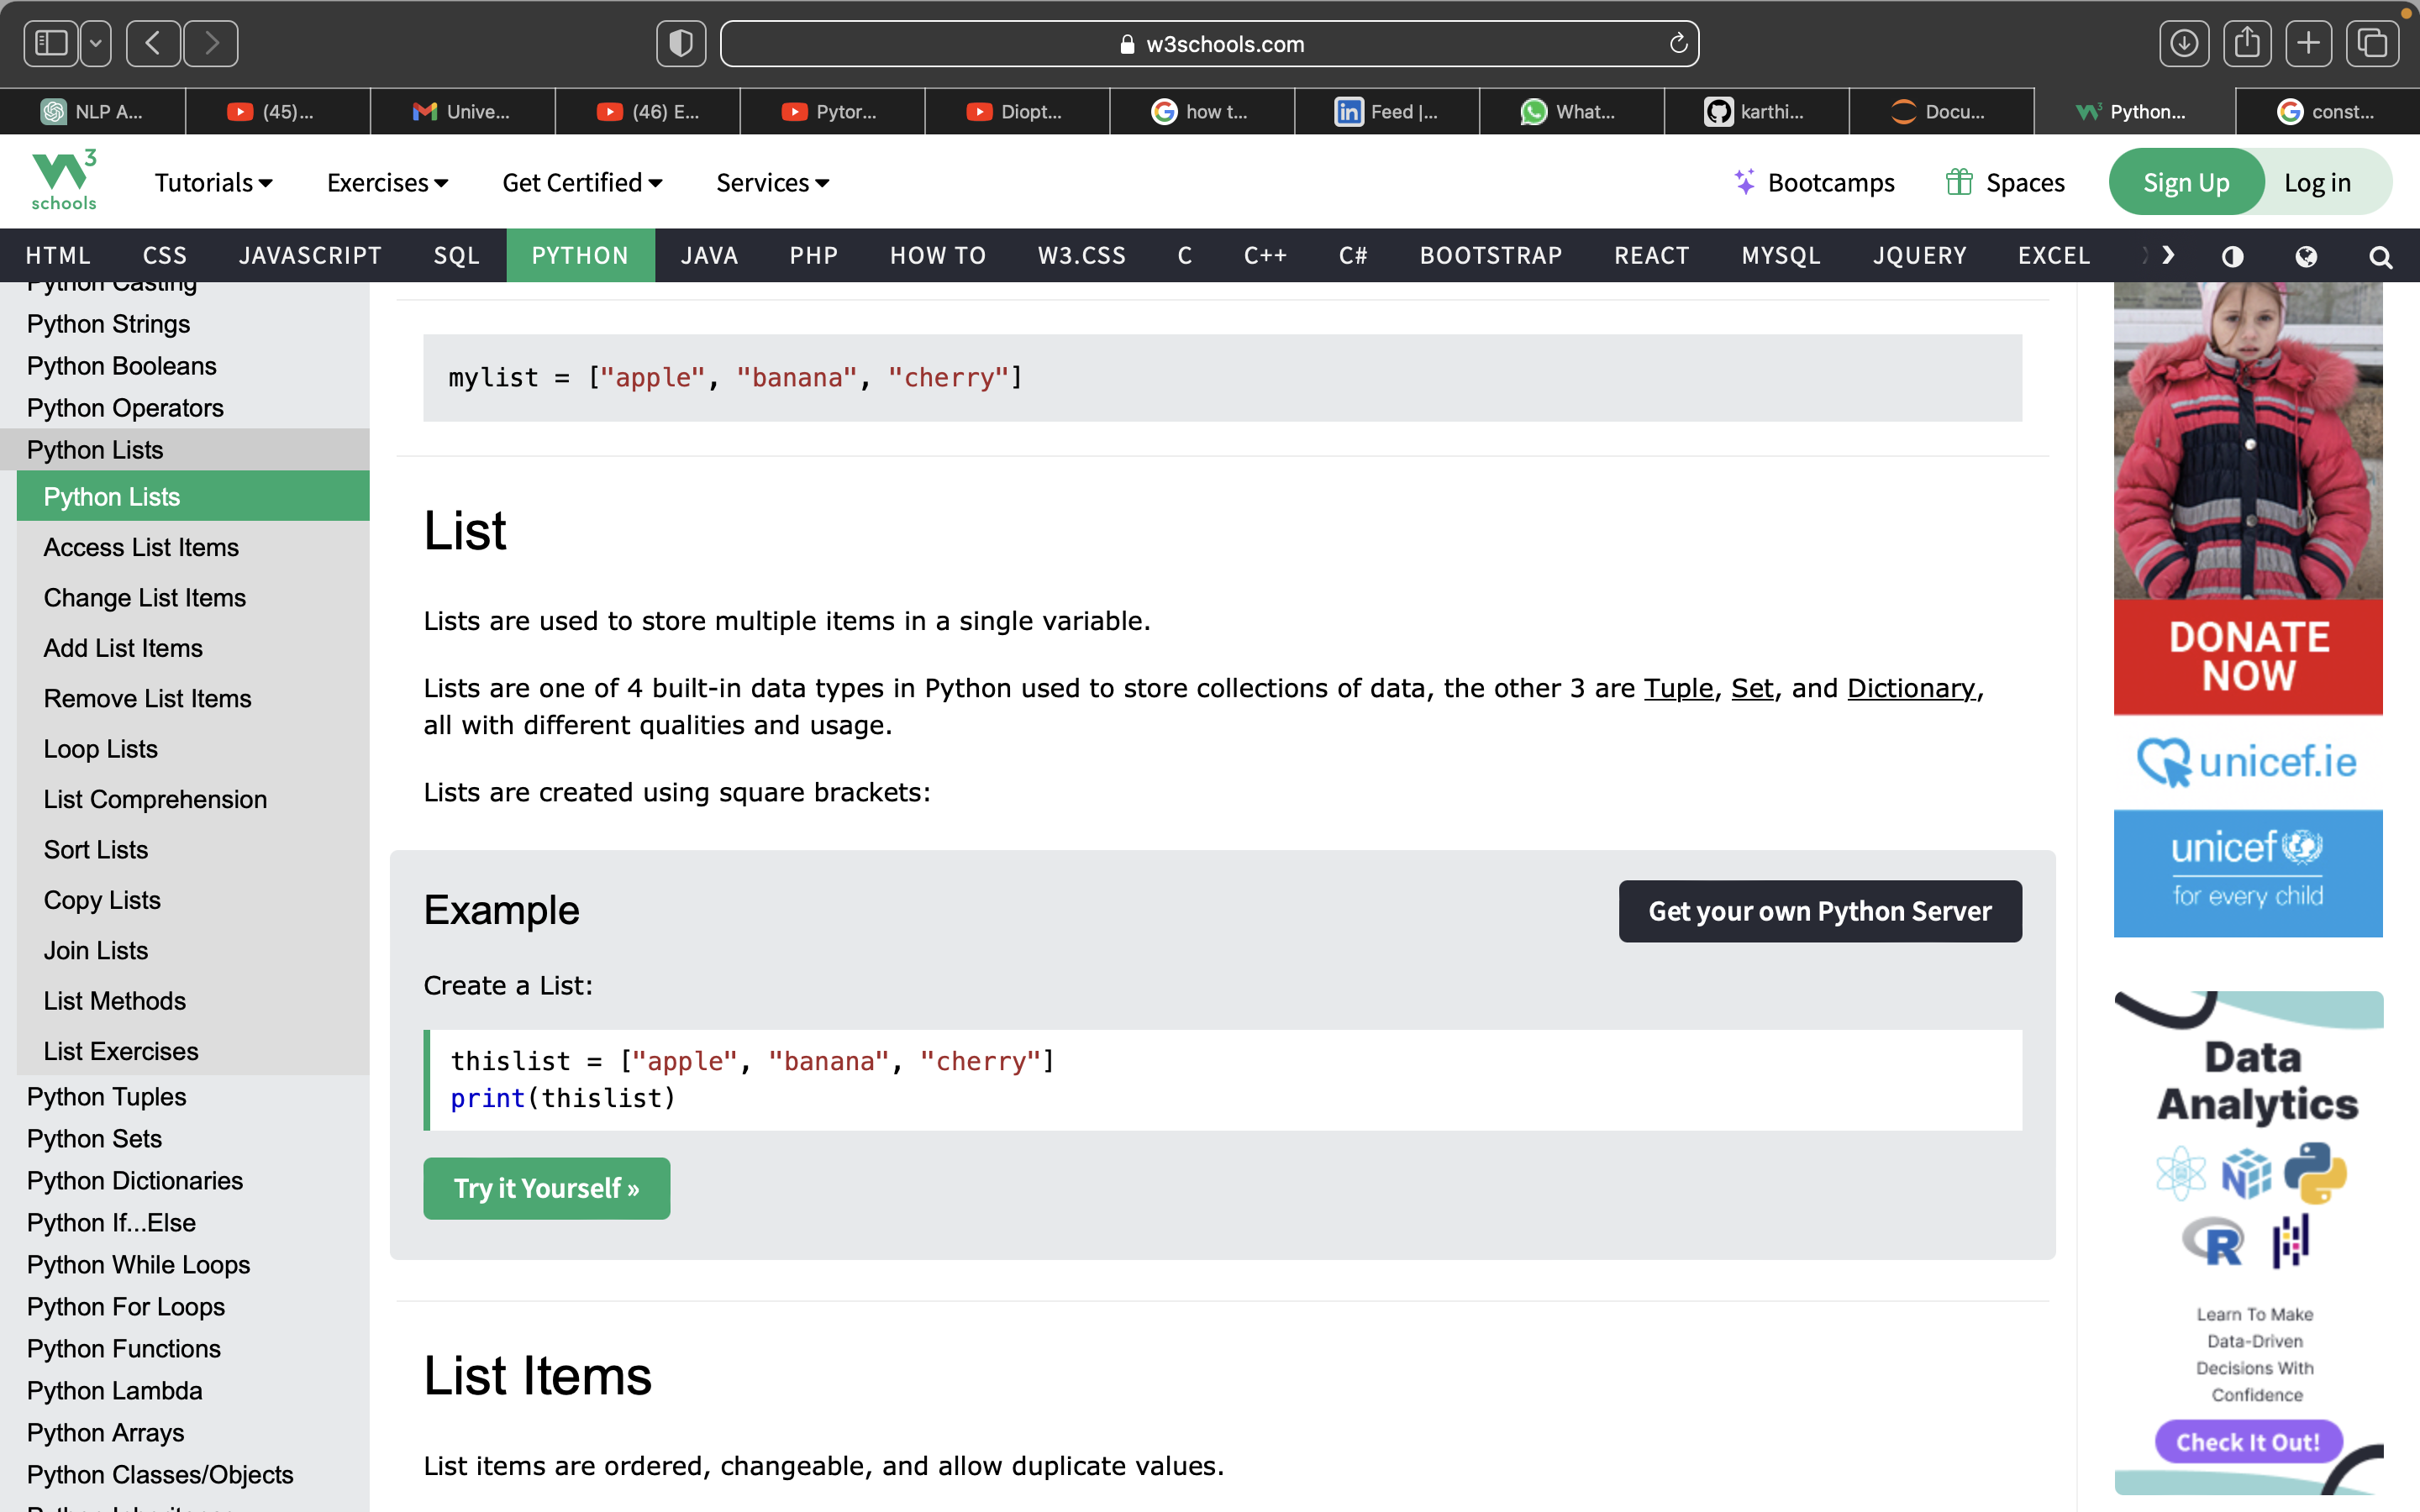 w3schools.com
NLP A...
(45)...
Unive...
(46) E...
Pytor...
Diopt...
how t...
Feed |...
What...
karthi...
Docu...
Python...
const...
3
schools
Tutorials
Exercises
Get Certified
Services
Bootcamps
Spaces
Sign Up
Log in
HTML
CSS
JAVASCRIPT
SQL
PYTHON
JAVA
PHP
HOW TO
W3.CSS
C
C++
C#
BOOTSTRAP
REACT
MYSQL
JQUERY
EXCEL
Python Casting
Python Strings
Python Booleans
Python Operators
Python Lists
Python Lists
Access List Items
Change List Items
Add List Items
Remove List Items
Loop Lists
List Comprehension
Sort Lists
Copy Lists
Join Lists
List Methods
List Exercises
Python Tuples
Python Sets
Python Dictionaries
Python If...Else
Python While Loops
Python For Loops
Python Functions
Python Lambda
Python Arrays
Python Classes/Objects
mylist = ["apple", "banana", "cherry"]
List
Lists are used to store multiple items in a single variable.
Lists are one of 4 built-in data types in Python used to store collections of data, the other 3 are Tuple, Set, and Dictionary,
all with different qualities and usage.
Lists are created using square brackets:
Example
Get your own Python Server
Create a List:
thislist = ["apple", "banana", "cherry"]
print(thislist)
Try it Yourself »
List Items
List items are ordered, changeable, and allow duplicate values.
DONATE
NOW
unicef.ie
unicef
for every child
Data
Analytics
R
Learn To Make
Data-Driven
Decisions With
Confidence
Check It Out!